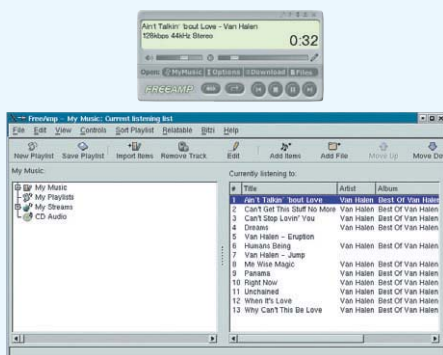 Ain't Talkin' 'bout Love - Van Halen
128kbps 44kHz Stereo
0:32
Open: MyMusic Options Download Files
FREEAMP
FreeAmp - My Music: Current listening list
File Edit View Controls Sort Playlist Relatable Bitzi Help
New Playlist Save Playlist Import Items Remove Track Edit Add Items Add File Move Up Move Do
My Music:
My Music
My Playlists
My Streams
CD Audio
Currently listening to:
# Title Artist Album
1 Ain't Talkin' 'bout Love Van Halen Best Of Van Halen
2 Can't Get This Stuff No More Van Halen Best Of Van Halen
3 Can't Stop Lovin' You Van Halen Best Of Van Halen
4 Dreams Van Halen Best Of Van Halen
5 Van Halen - Eruption
6 Humans Being Van Halen Best Of Van Halen
7 Van Halen - Jump
8 Me Wise Magic Van Halen Best Of Van Halen
9 Panama Van Halen Best Of Van Halen
10 Right Now Van Halen Best Of Van Halen
11 Unchained Van Halen Best Of Van Halen
12 When It's Love Van Halen Best Of Van Halen
13 Why Can't This Be Love Van Halen Best Of Van Halen